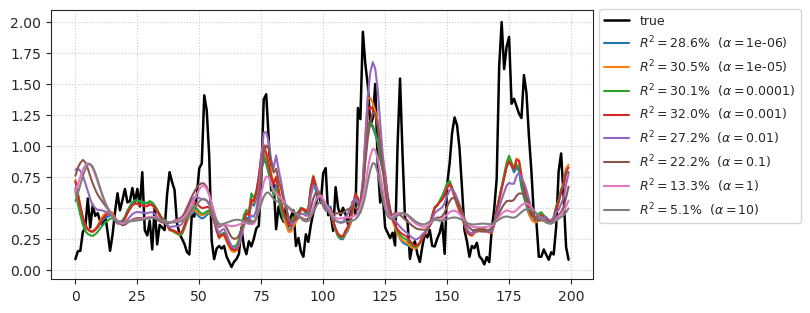 2.00
1.75
1.50
1.25
1.00
0.75
0.50
0.25
0.00
0 25 50 75 100 125 150 175 200
true
R² = 28.6% (α = 1e-06)
R² = 30.5% (α = 1e-05)
R² = 30.1% (α = 0.0001)
R² = 32.0% (α = 0.001)
R² = 27.2% (α = 0.01)
R² = 22.2% (α = 0.1)
R² = 13.3% (α = 1)
R² = 5.1% (α = 10)